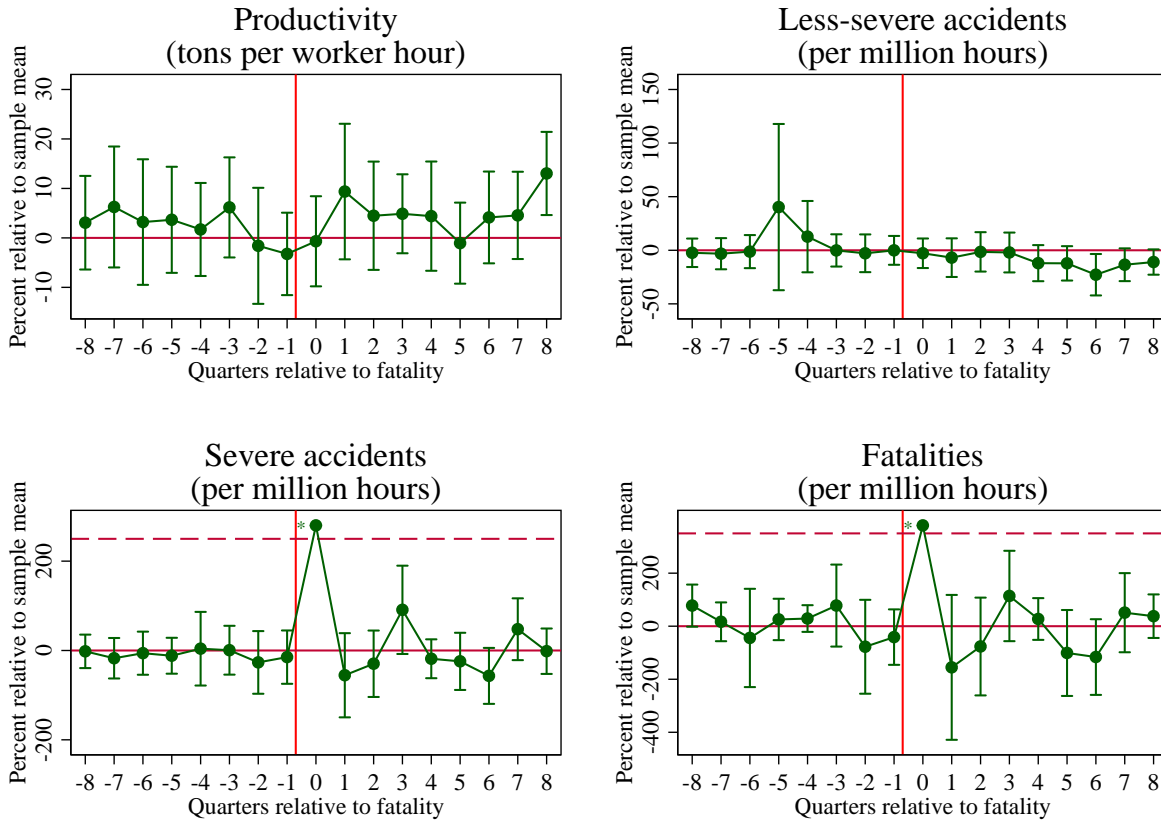 Productivity
(tons per worker hour)
Percent relative to sample mean
30
20
10
0
-10
-8 -7 -6 -5 -4 -3 -2 -1 0 1 2 3 4 5 6 7 8
Quarters relative to fatality
Less-severe accidents
(per million hours)
Percent relative to sample mean
150
100
50
0
-50
-8 -7 -6 -5 -4 -3 -2 -1 0 1 2 3 4 5 6 7 8
Quarters relative to fatality
Severe accidents
(per million worker hours)
Percent relative to sample mean
200
0
-200
*
-8 -7 -6 -5 -4 -3 -2 -1 0 1 2 3 4 5 6 7 8
Quarters relative to fatality
Fatalities
(per million hours)
Percent relative to sample mean
200
0
-200
-400
*
-8 -7 -6 -5 -4 -3 -2 -1 0 1 2 3 4 5 6 7 8
Quarters relative to fatality